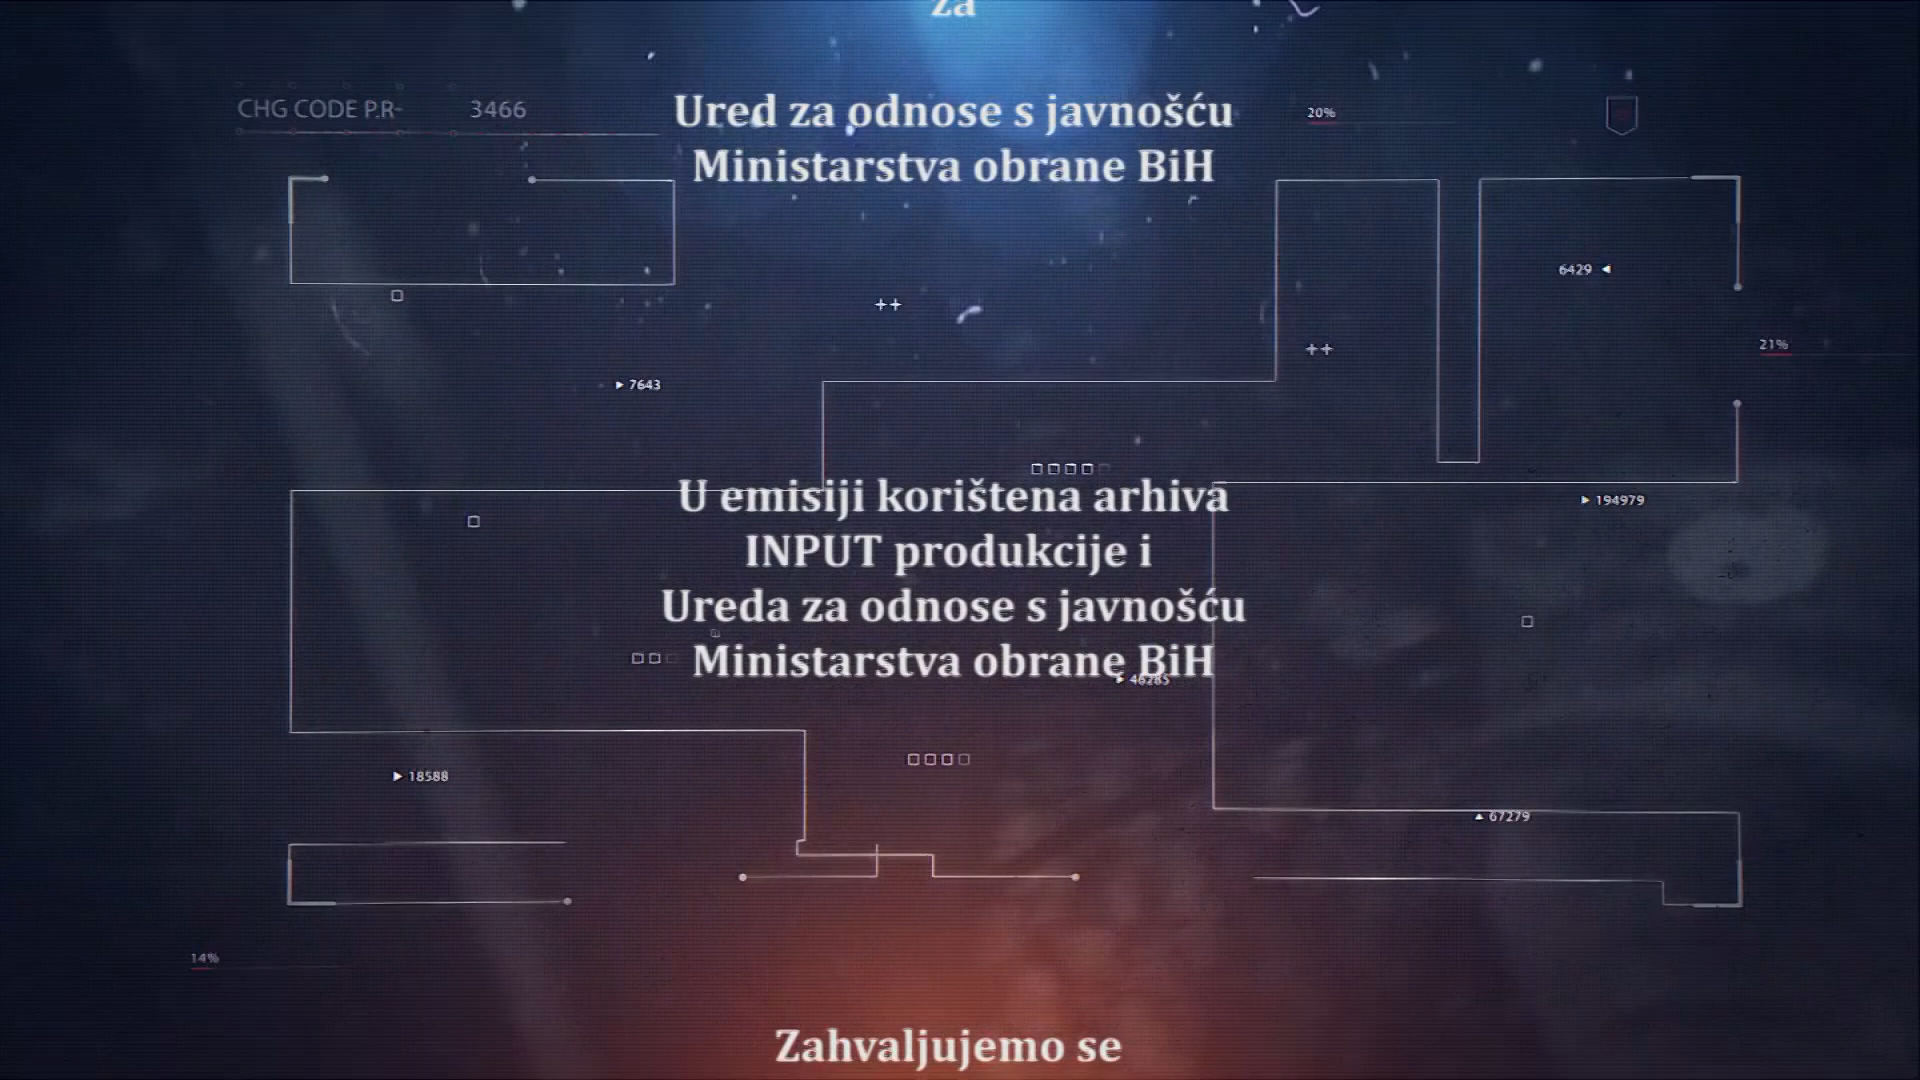 za
CHG CODE P.R- 3466
Ured za odnose s javnošću
20%
Ministarstva obrane BiH
6429
21%
7643
U emisiji korištena arhiva
194979
INPUT produkcije i
Ureda za odnose s javnošću
Ministarstva obrane BiH
46285
18588
67279
14%
Zahvaljujemo se